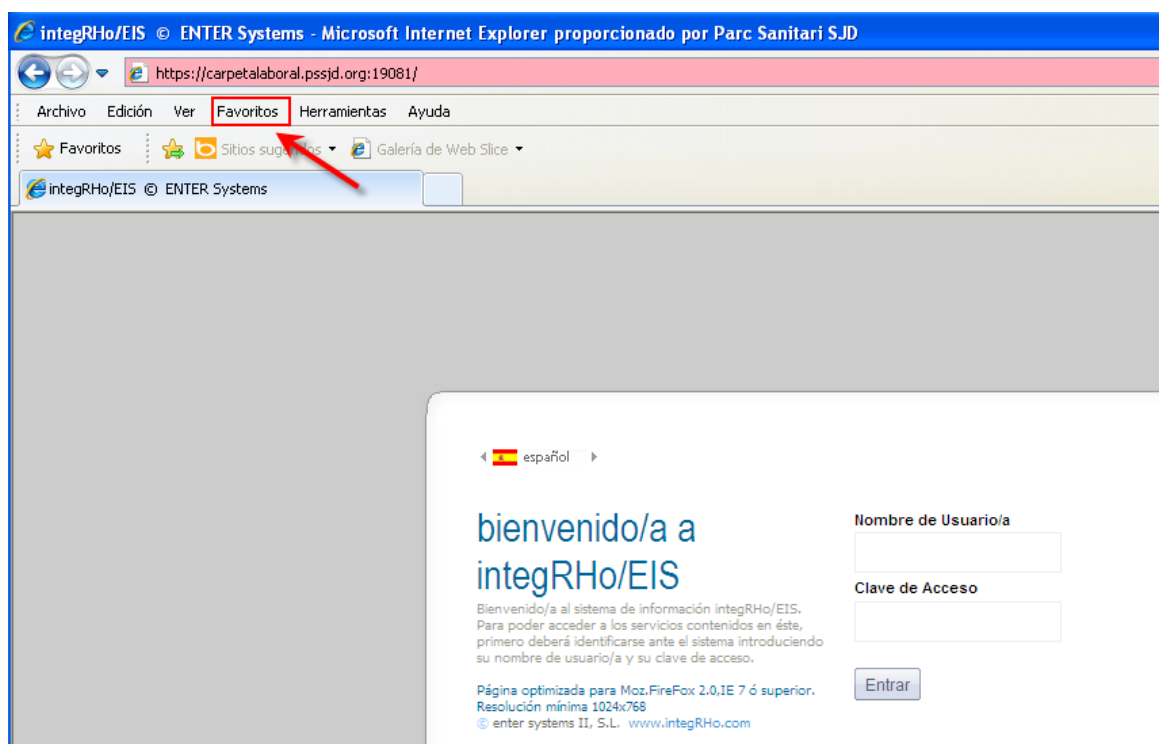 integRHo/EIS © ENTER Systems - Microsoft Internet Explorer proporcionado por Parc Sanitari SJD
https://carpetalaboral.pssjd.org:19081/
Archivo Edición Ver Favoritos Herramientas Ayuda
Favoritos Sitios sugeridos Galería de Web Slice
integRHo/EIS © ENTER Systems
español
bienvenido/a a
integRHo/EIS
Bienvenido/a al sistema de información integRHo/EIS.
Para poder acceder a los servicios contenidos en éste,
primero deberá identificarse ante el sistema introduciendo
su nombre de usuario/a y su clave de acceso.
Página optimizada para Moz.FireFox 2.0,IE 7 ó superior.
Resolución mínima 1024x768
© enter systems II, S.L. www.integRHo.com
Nombre de Usuario/a
Clave de Acceso
Entrar